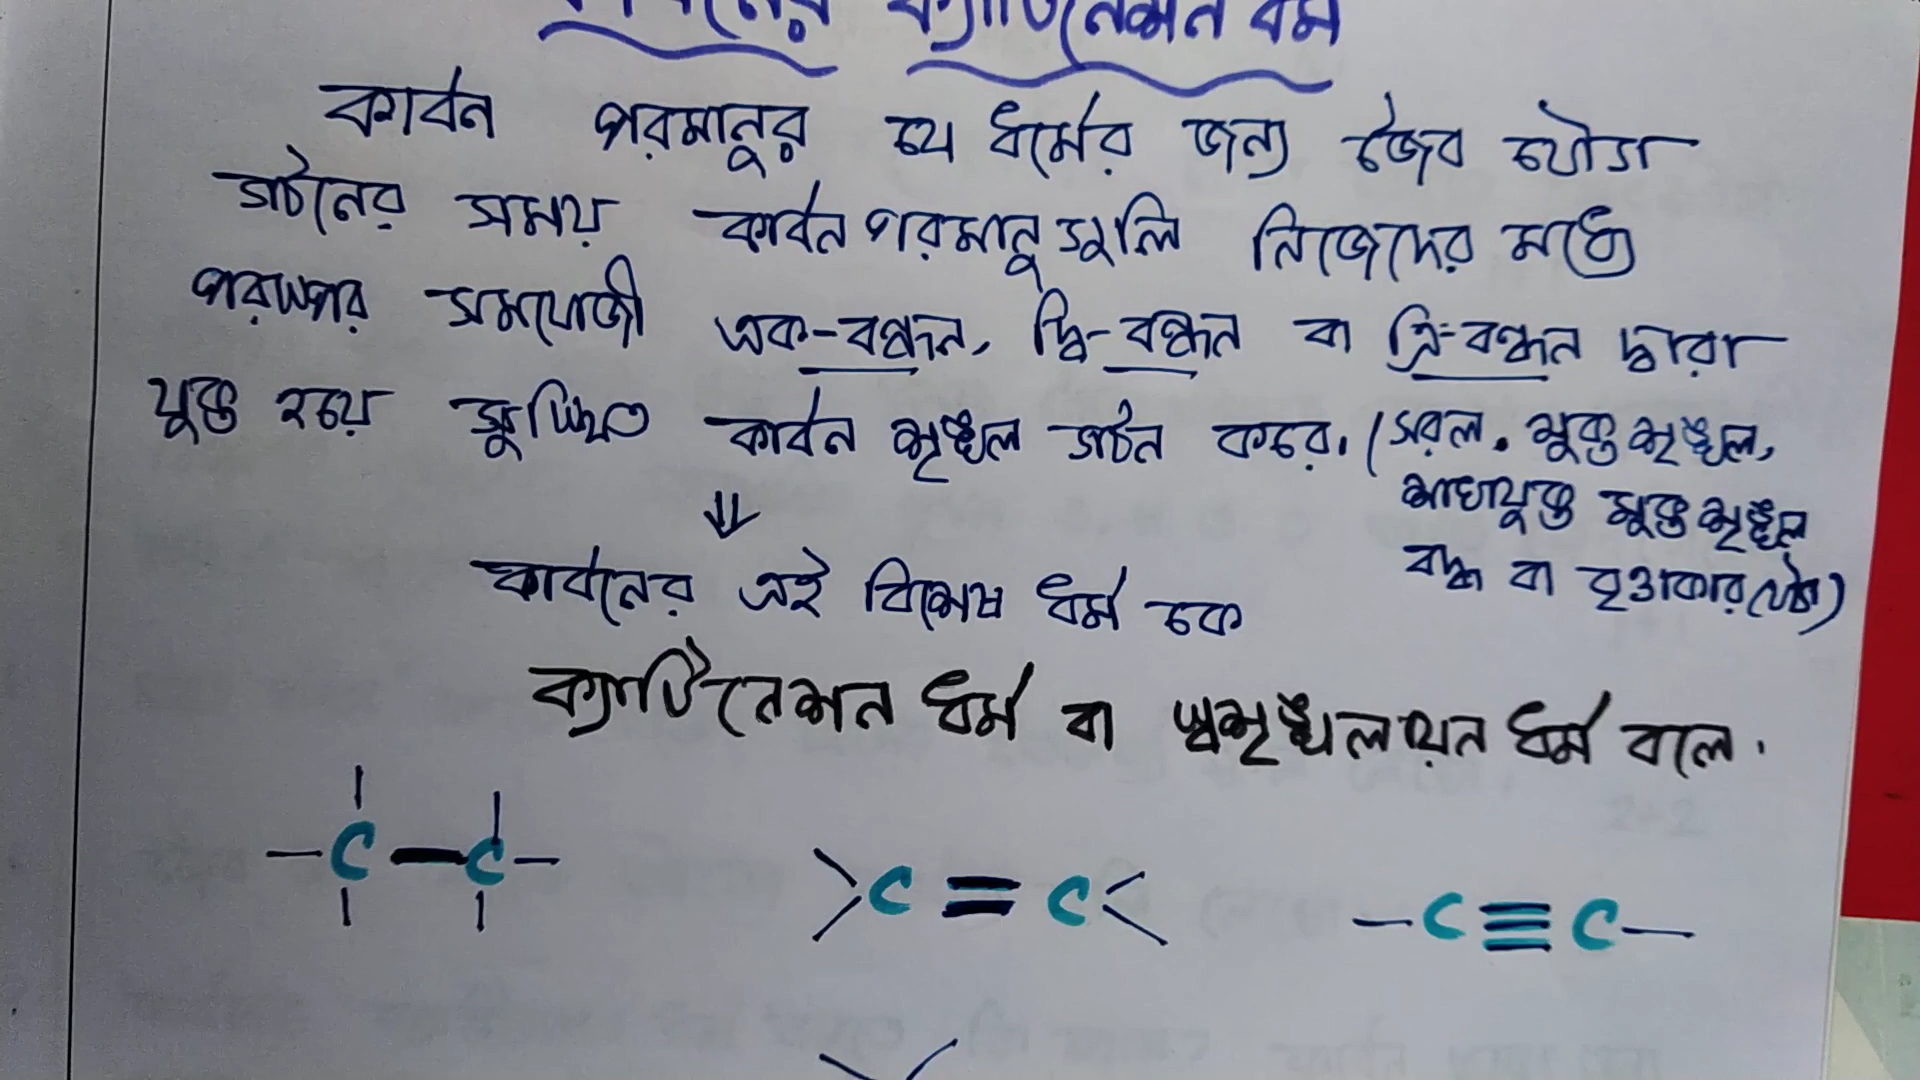 কার্বনের ক্যাটিনেশন ধর্ম
কার্বন পরমানুর যে ধর্মের জন্য জৈব যৌগ
গঠনের সময় কার্বন পরমানু গুলি নিজেদের মধ্যে
পরস্পর সমযোজী এক-বন্ধন, দ্বি-বন্ধন বা ত্রি-বন্ধন দ্বারা
যুক্ত হয়ে সুস্থিত কার্বন শৃঙ্খল গঠন করে. (সরল. মুক্ত শৃঙ্খল,
শাখাযুক্ত মুক্ত শৃঙ্খল
বদ্ধ বা বৃত্তাকার
⇓
কার্বনের এই বিশেষ ধর্ম কে
ক্যাটিনেশন ধর্ম বা স্বশৃঙ্খলায়ন ধর্ম বলে.
-C-C- >C=C< -C≡C-